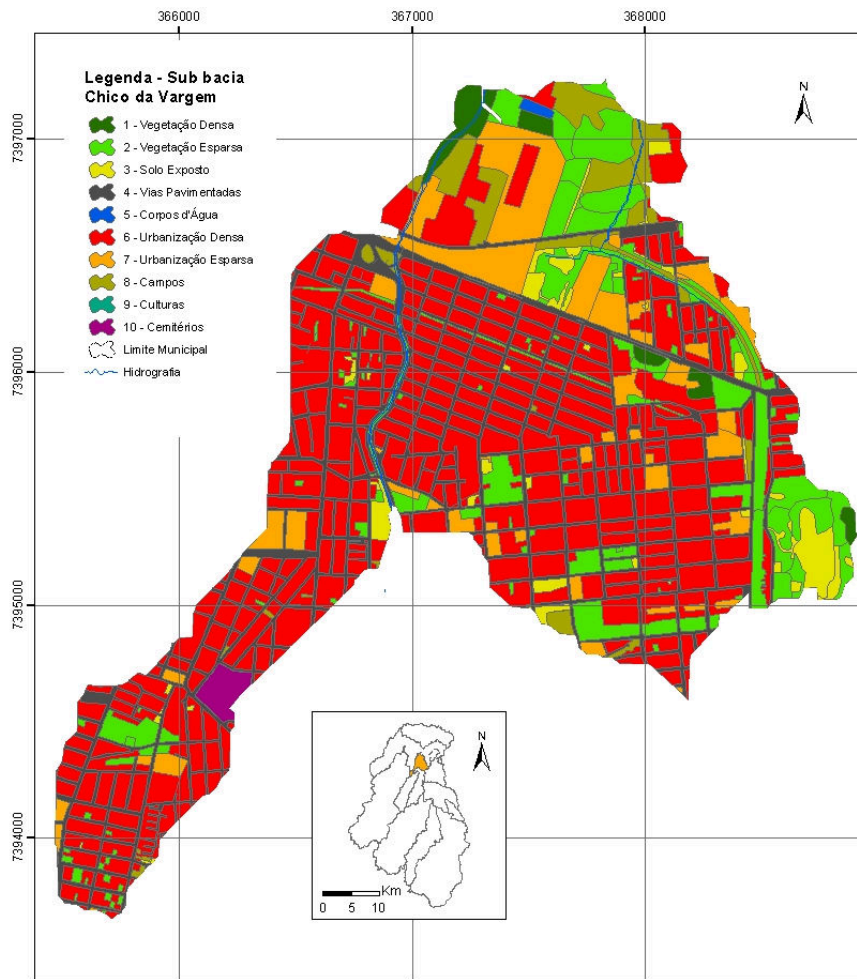 366000
367000
368000
Legenda - Sub bacia
Chico da Vargem
1 - Vegetação Densa
2 - Vegetação Esparsa
3 - Solo Exposto
4 - Vias Pavimentadas
5 - Corpos d'Água
6 - Urbanização Densa
7 - Urbanização Esparsa
8 - Campos
9 - Culturas
10 - Cemitérios
Limite Municipal
Hidrografia
N
7397000
7396000
7395000
7394000
N
Km
0 5 10